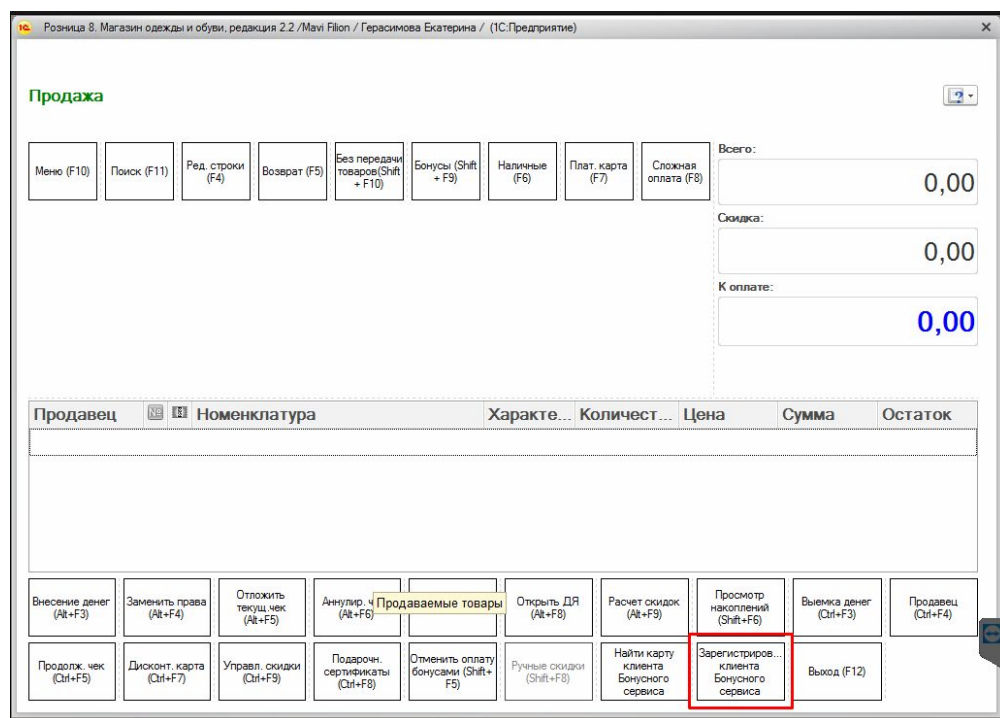 Розница 8. Магазин одежды и обуви, редакция 2.2 /Mavi Filion / Герасимова Екатерина / (1С:Предприятие)
Продажа
Меню (F10)
Поиск (F11)
Ред. строки
(F4)
Возврат (F5)
Без передачи
товаров(Shift
+ F10)
Бонусы (Shift
+ F9)
Наличные
(F6)
Плат. карта
(F7)
Сложная
оплата (F8)
Всего:
0,00
Скидка:
0,00
К оплате:
0,00
Продавец № Номенклатура Характе... Количест... Цена Сумма Остаток
Внесение денег
(Alt+F3)
Заменить права
(Alt+F4)
Отложить
текущ.чек
(Alt+F5)
Аннулир. ч
(Alt+F6)
Продаваемые товары
Открыть ДЯ
(Alt+F8)
Расчет скидок
(Alt+F9)
Просмотр
накоплений
(Shift+F6)
Выемка денег
(Ctrl+F3)
Продавец
(Ctrl+F4)
Продолж. чек
(Ctrl+F5)
Дисконт. карта
(Ctrl+F7)
Управл. скидки
(Ctrl+F9)
Подарочн.
сертификаты
(Ctrl+F8)
Отменить оплату
бонусами (Shift+
F5)
Ручные скидки
(Shift+F8)
Найти карту
клиента
Бонусного
сервиса
Зарегистриров...
клиента
Бонусного
сервиса
Выход (F12)